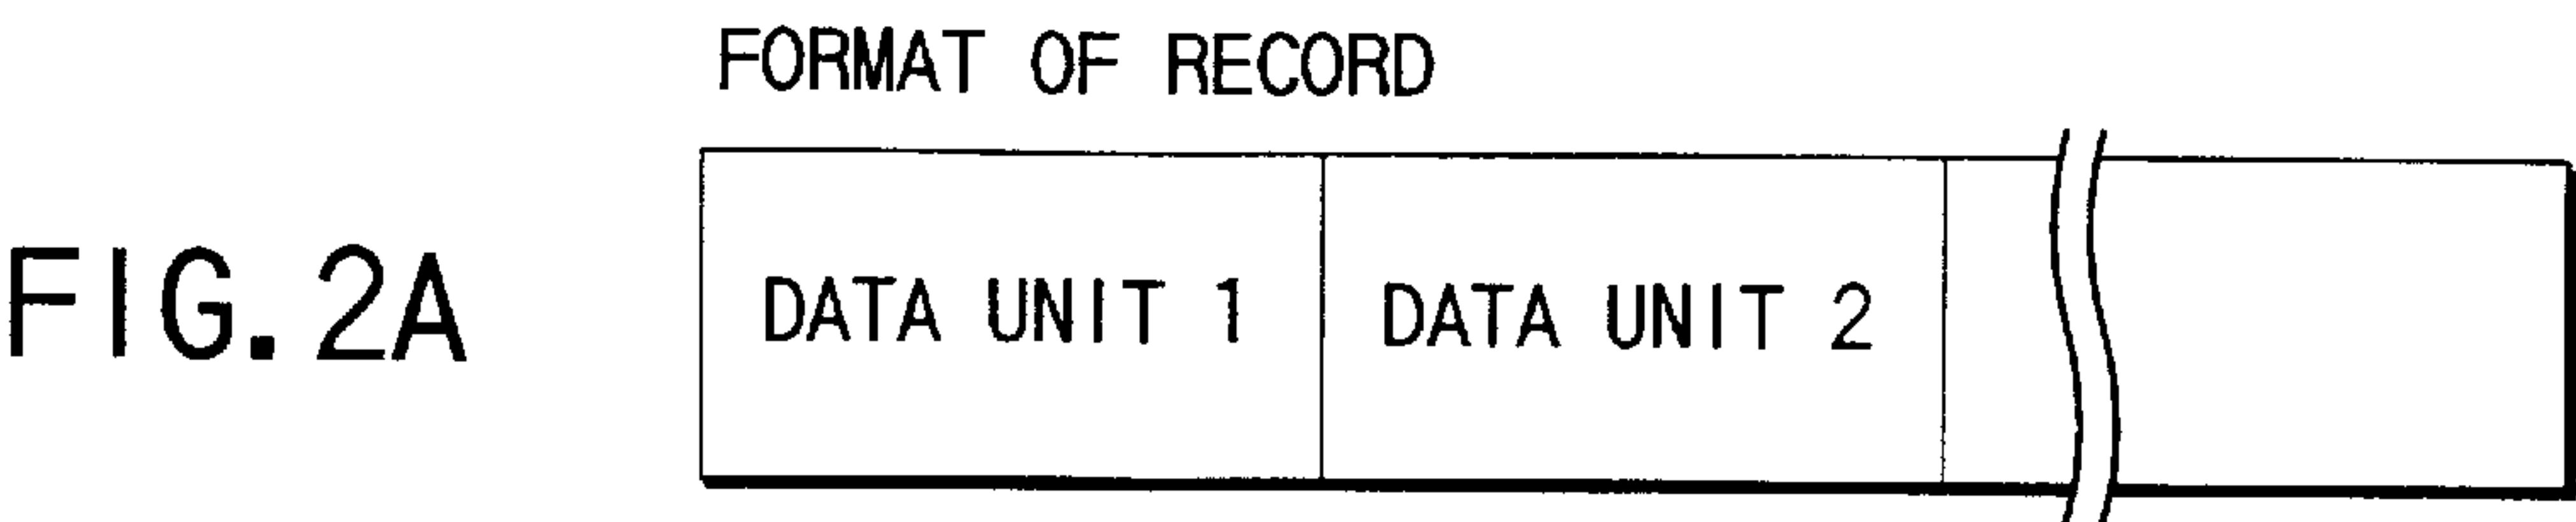 FORMAT OF RECORD
FIG.2A
DATA UNIT 1
DATA UNIT 2